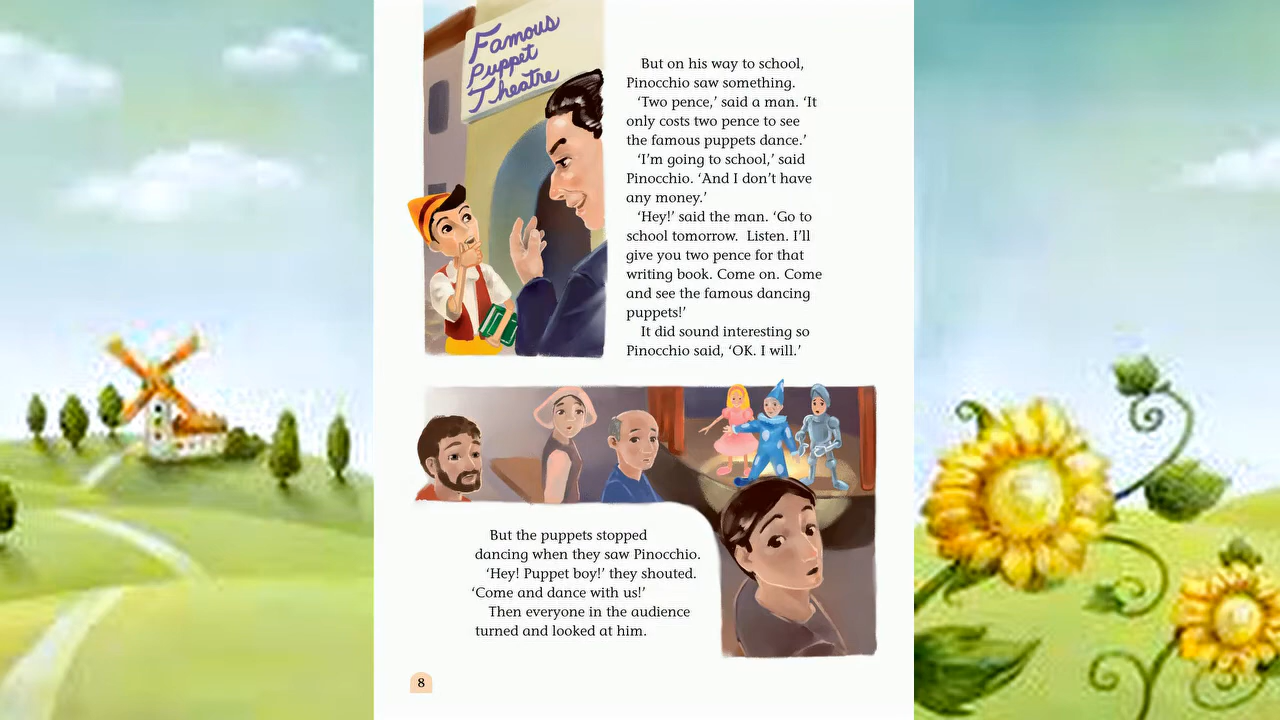 Famous
Puppet
Theatre
But on his way to school,
Pinocchio saw something.
‘Two pence,’ said a man. ‘It
only costs two pence to see
the famous puppets dance.’
‘I’m going to school,’ said
Pinocchio. ‘And I don’t have
any money.’
‘Hey!’ said the man. ‘Go to
school tomorrow.  Listen. I’ll
give you two pence for that
writing book. Come on. Come
and see the famous dancing
puppets!’
It did sound interesting so
Pinocchio said, ‘OK. I will.’
But the puppets stopped
dancing when they saw Pinocchio.
‘Hey! Puppet boy!’ they shouted.
‘Come and dance with us!’
Then everyone in the audience
turned and looked at him.
8